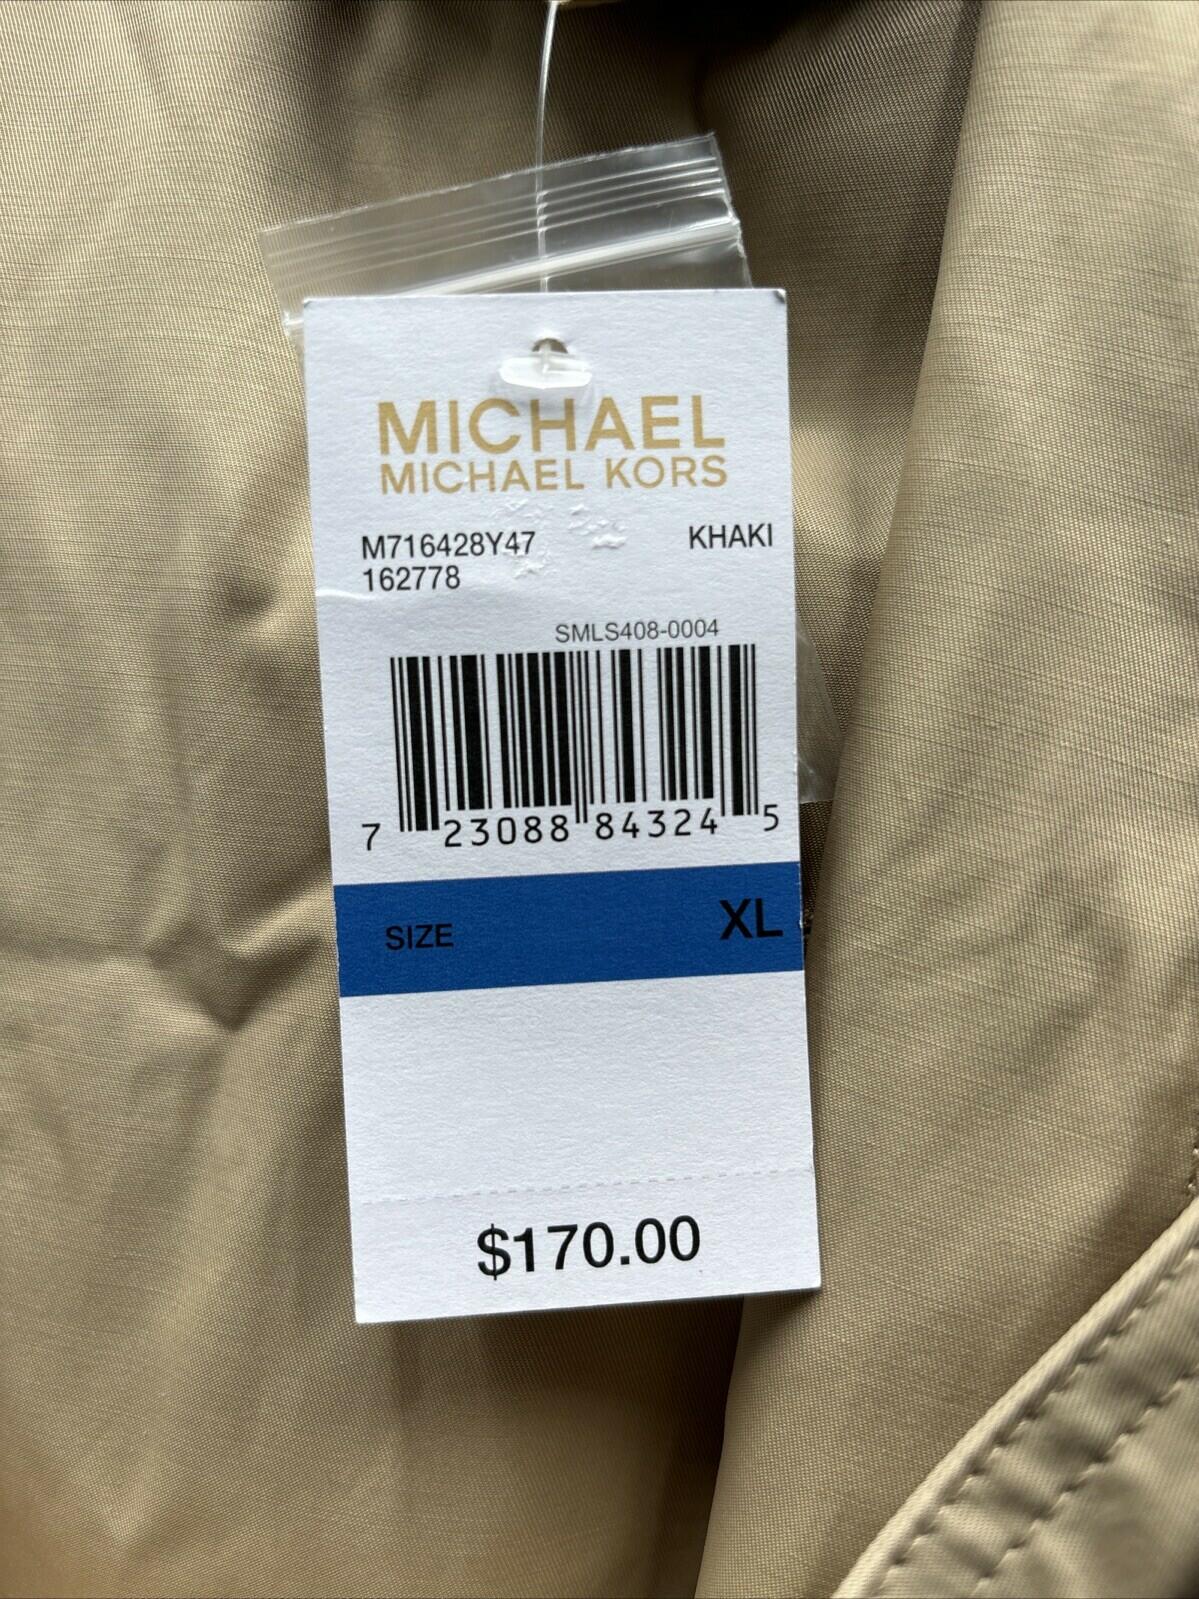 MICHAEL
MICHAEL KORS
M716428Y47 KHAKI
162778
SMLS408-0004
7 23088 84324 5
SIZE XL
$170.00